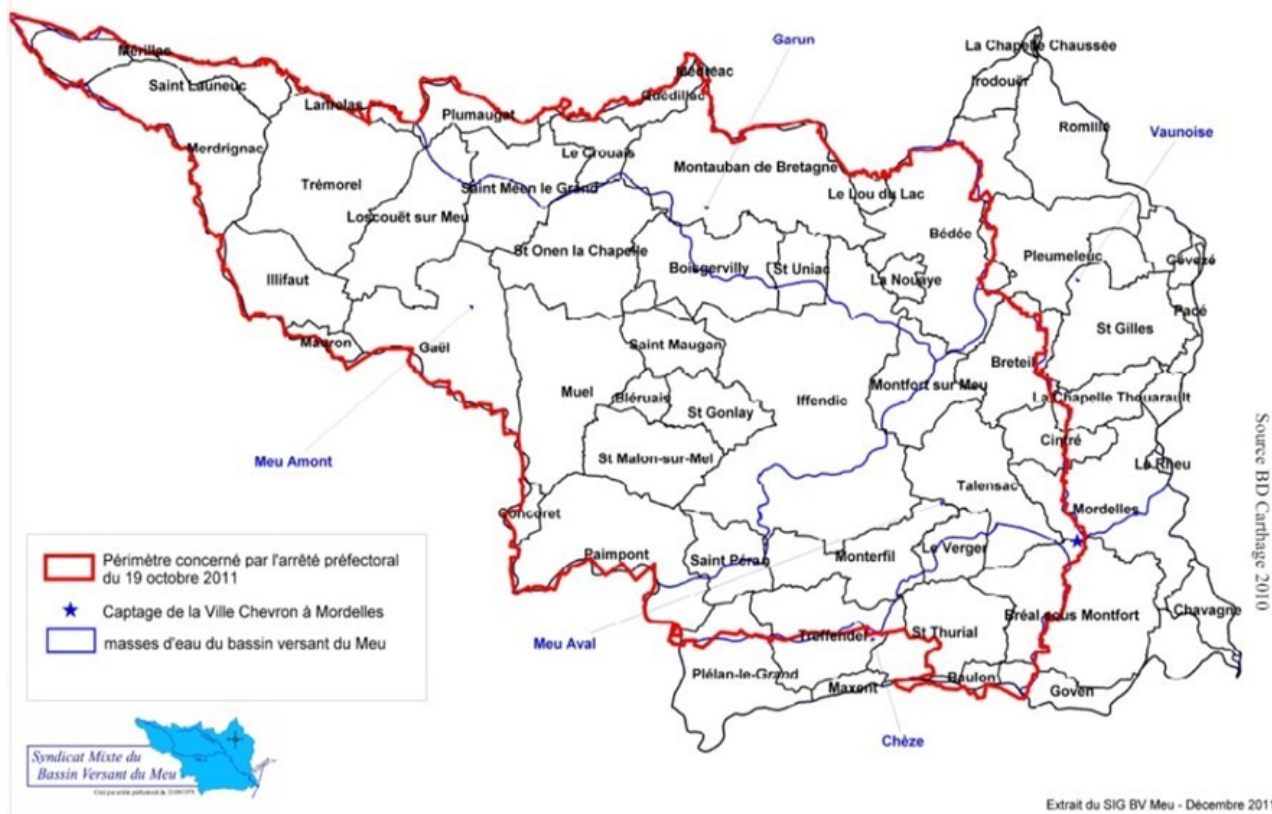 Garun
La Chapelle Chaussée
Mérillac
Médréac
Irodouër
Saint Launeuc
Quédillac
Lanrelas
Plumaugat
Romillé
Vaunoise
Merdrignac
Le Crouais
Montauban de Bretagne
Trémorel
Saint Méen le Grand
Le Lou du Lac
Loscouët sur Meu
Bédée
St Onen la Chapelle
Pleumeleuc
Gévezé
Boisgervilly
St Uniac
La Nouaye
Illifaut
Pacé
St Gilles
Mauron
Gaël
Saint Maugan
Breteil
Montfort sur Meu
Muel
Bléruais
Iffendic
La Chapelle Thouarault
St Gonlay
Cintré
Meu Amont
St Malon-sur-Mel
Le Rheu
Talensac
Concoret
Mordelles
Paimpont
Saint Péran
Monterfil
Le Verger
Bréal sous Montfort
Chavagne
Meu Aval
Treffendel
St Thurial
Plélan-le-Grand
Maxent
Baulon
Goven
Chèze
Périmètre concerné par l'arrêté préfectoral
du 19 octobre 2011
Captage de la Ville Chevron à Mordelles
masses d'eau du bassin versant du Meu
Syndicat Mixte du
Bassin Versant du Meu
Source BD Carthage 2010
Extrait du SIG BV Meu - Décembre 2011